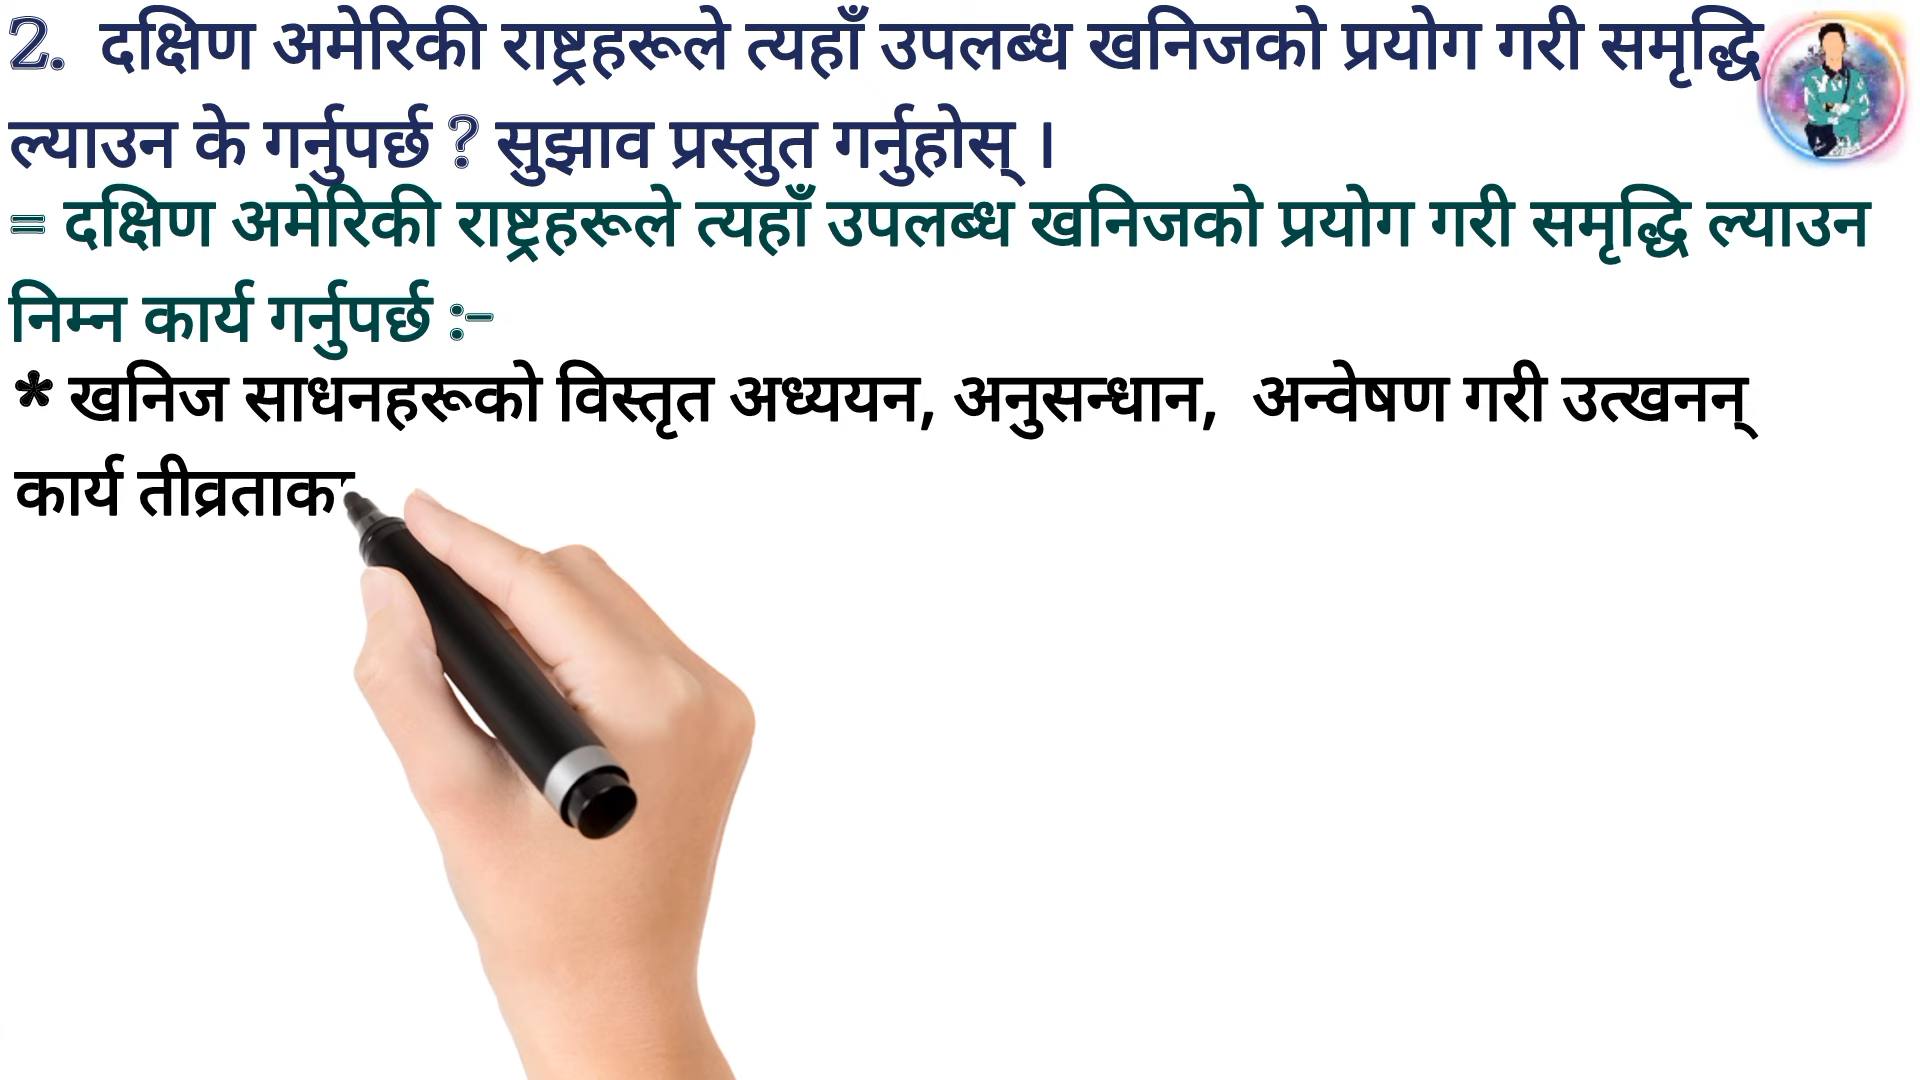 2. दक्षिण अमेरिकी राष्ट्रहरूले त्यहाँ उपलब्ध खनिजको प्रयोग गरी समृद्धि
ल्याउन के गर्नुपर्छ ? सुझाव प्रस्तुत गर्नुहोस् ।
= दक्षिण अमेरिकी राष्ट्रहरूले त्यहाँ उपलब्ध खनिजको प्रयोग गरी समृद्धि ल्याउन
निम्न कार्य गर्नुपर्छ :-
* खनिज साधनहरूको विस्तृत अध्ययन, अनुसन्धान, अन्वेषण गरी उत्खनन्
कार्य